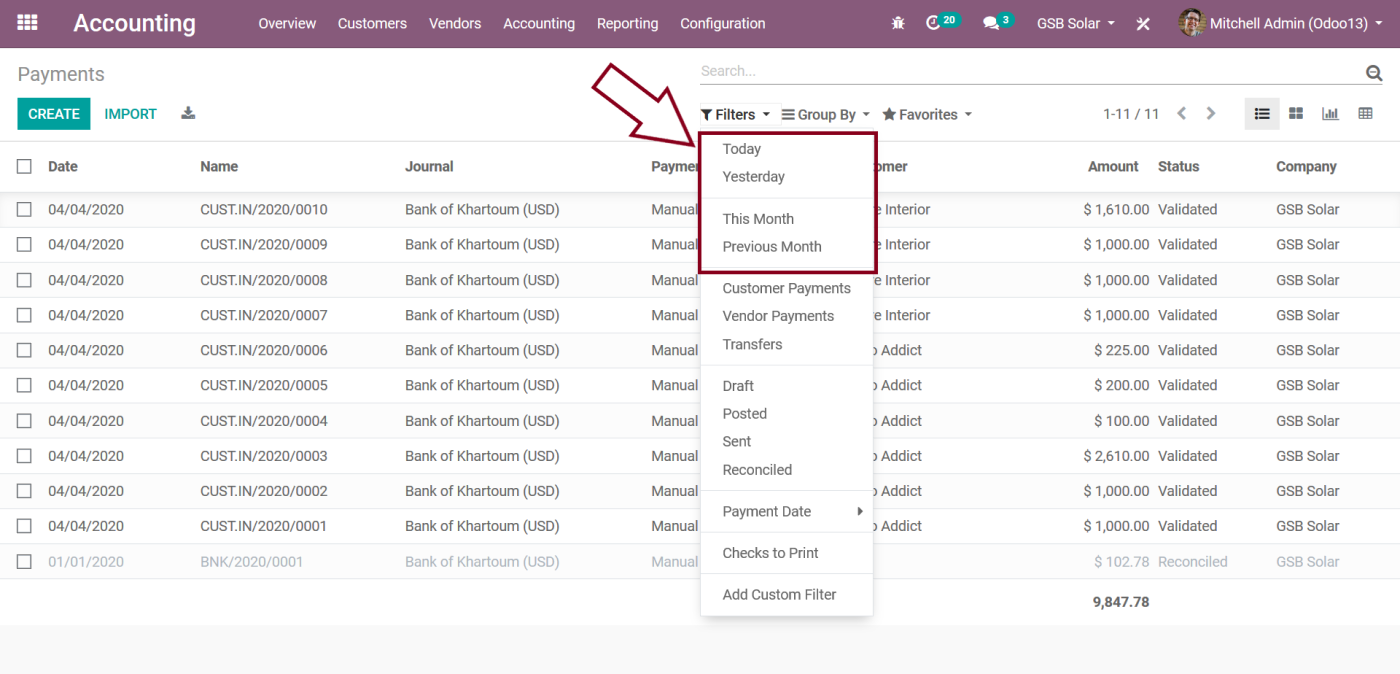 Accounting Overview Customers Vendors Accounting Reporting Configuration 20 3 GSB Solar Mitchell Admin (Odoo13)
Payments Search...
CREATE IMPORT Filters Group By Favorites 1-11 / 11
Date Name Journal Amount Status Company
04/04/2020 CUST.IN/2020/0010 Bank of Khartoum (USD) Manual Interior $ 1,610.00 Validated GSB Solar
04/04/2020 CUST.IN/2020/0009 Bank of Khartoum (USD) Manual Interior $ 1,000.00 Validated GSB Solar
04/04/2020 CUST.IN/2020/0008 Bank of Khartoum (USD) Manual Interior $ 1,000.00 Validated GSB Solar
04/04/2020 CUST.IN/2020/0007 Bank of Khartoum (USD) Manual Interior $ 1,000.00 Validated GSB Solar
04/04/2020 CUST.IN/2020/0006 Bank of Khartoum (USD) Manual Addict $ 225.00 Validated GSB Solar
04/04/2020 CUST.IN/2020/0005 Bank of Khartoum (USD) Manual Addict $ 200.00 Validated GSB Solar
04/04/2020 CUST.IN/2020/0004 Bank of Khartoum (USD) Manual Addict $ 100.00 Validated GSB Solar
04/04/2020 CUST.IN/2020/0003 Bank of Khartoum (USD) Manual Addict $ 2,610.00 Validated GSB Solar
04/04/2020 CUST.IN/2020/0002 Bank of Khartoum (USD) Manual Addict $ 1,000.00 Validated GSB Solar
04/04/2020 CUST.IN/2020/0001 Bank of Khartoum (USD) Manual Addict $ 1,000.00 Validated GSB Solar
01/01/2020 BNK/2020/0001 Bank of Khartoum (USD) Manual $ 102.78 Reconciled GSB Solar
9,847.78
Today
Yesterday
This Month
Previous Month
Customer Payments
Vendor Payments
Transfers
Draft
Posted
Sent
Reconciled
Payment Date
Checks to Print
Add Custom Filter